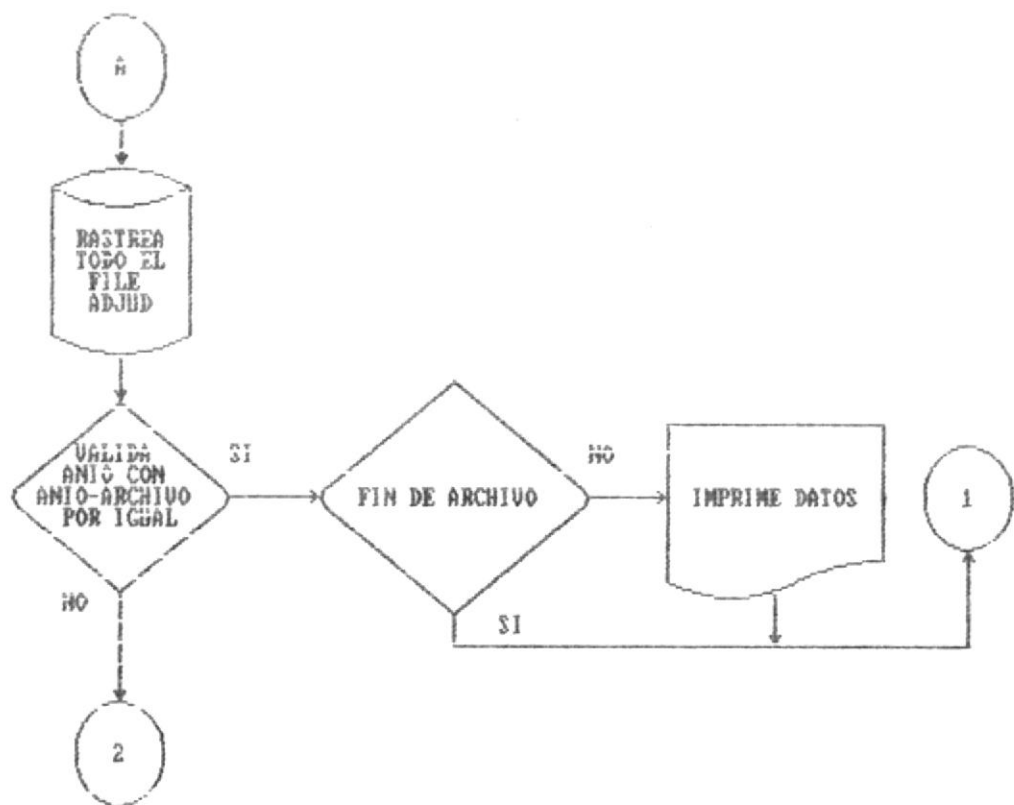 A
RASTREA
TODO EL
FILE
ADJUD
VALIDA
ANIO CON
ANIO-ARCHIVO
POR IGUAL
SI
NO
FIN DE ARCHIVO
NO
SI
IMPRIME DATOS
1
2